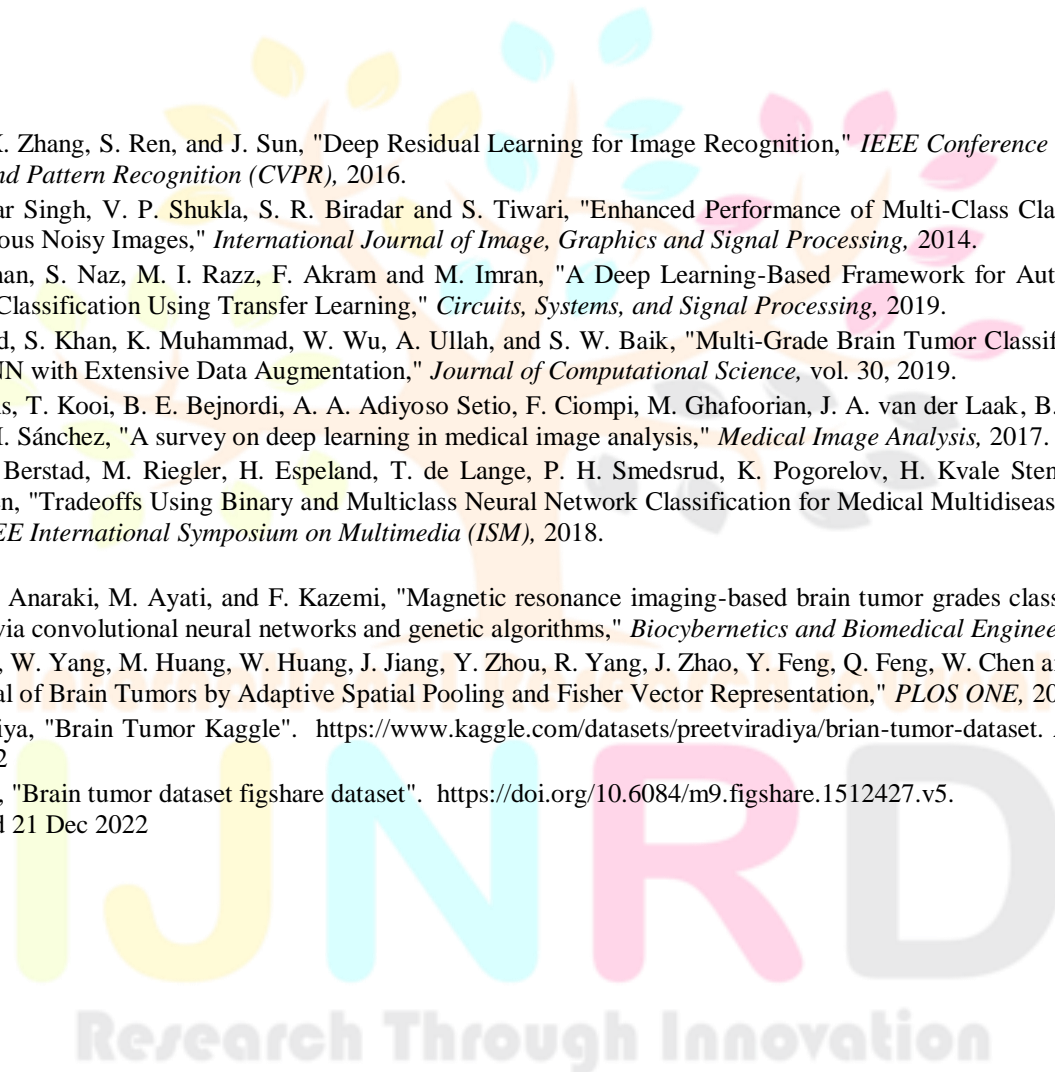 K. Zhang, S. Ren, and J. Sun, "Deep Residual Learning for Image Recognition," IEEE Conference
nd Pattern Recognition (CVPR), 2016.
ar Singh, V. P. Shukla, S. R. Biradar and S. Tiwari, "Enhanced Performance of Multi-Class Clas
ous Noisy Images," International Journal of Image, Graphics and Signal Processing, 2014.
nan, S. Naz, M. I. Razz, F. Akram and M. Imran, "A Deep Learning-Based Framework for Aut
Classification Using Transfer Learning," Circuits, Systems, and Signal Processing, 2019.
d, S. Khan, K. Muhammad, W. Wu, A. Ullah, and S. W. Baik, "Multi-Grade Brain Tumor Classif
NN with Extensive Data Augmentation," Journal of Computational Science, vol. 30, 2019.
s, T. Kooi, B. E. Bejnordi, A. A. Adiyoso Setio, F. Ciompi, M. Ghafoorian, J. A. van der Laak, B.
I. Sánchez, "A survey on deep learning in medical image analysis," Medical Image Analysis, 2017.
Berstad, M. Riegler, H. Espeland, T. de Lange, P. H. Smedsrud, K. Pogorelov, H. Kvale Sten
n, "Tradeoffs Using Binary and Multiclass Neural Network Classification for Medical Multidiseas
EE International Symposium on Multimedia (ISM), 2018.
Anaraki, M. Ayati, and F. Kazemi, "Magnetic resonance imaging-based brain tumor grades class
via convolutional neural networks and genetic algorithms," Biocybernetics and Biomedical Enginee
, W. Yang, M. Huang, W. Huang, J. Jiang, Y. Zhou, R. Yang, J. Zhao, Y. Feng, Q. Feng, W. Chen a
al of Brain Tumors by Adaptive Spatial Pooling and Fisher Vector Representation," PLOS ONE, 20
International Research Journal
iya, "Brain Tumor Kaggle". https://www.kaggle.com/datasets/preetviradiya/brian-tumor-dataset.
2
, "Brain tumor dataset figshare dataset". https://doi.org/10.6084/m9.figshare.1512427.v5.
d 21 Dec 2022
IJNRD
Research Through Innovation